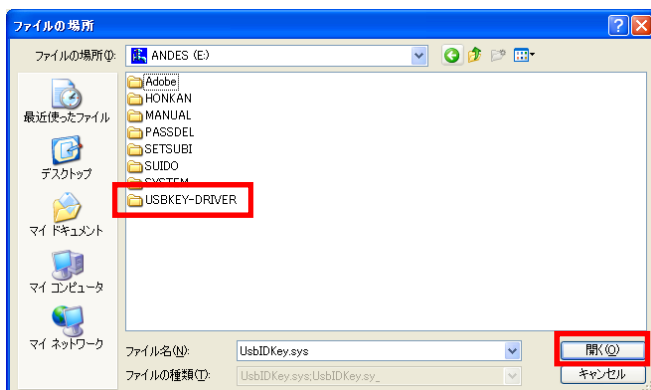 ファイルの場所
ファイルの場所(I):
ANDES (E:)
Adobe
HONKAN
MANUAL
PASSDEL
SETSUBI
SUIDO
SYSTEM
USBKEY-DRIVER
最近使ったファイル
デスクトップ
マイ ドキュメント
マイ コンピュータ
マイ ネットワーク
ファイル名(N):
UsbIDKey.sys
開く(O)
ファイルの種類(T):
UsbIDKey.sys;UsbIDKey.sy_
キャンセル